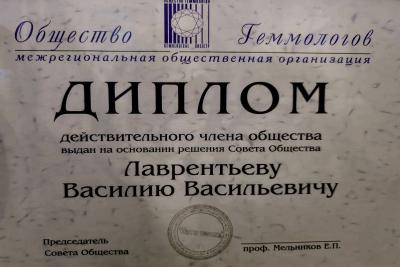 Общество Геммологов
межрегиональная общественная организация
ДИПЛОМ
действительного члена общества
выдан на основании решения Совета Общества
Лаврентьеву
Василию Васильевичу
Председатель
Совета Общества
проф. Мельников Е.П.